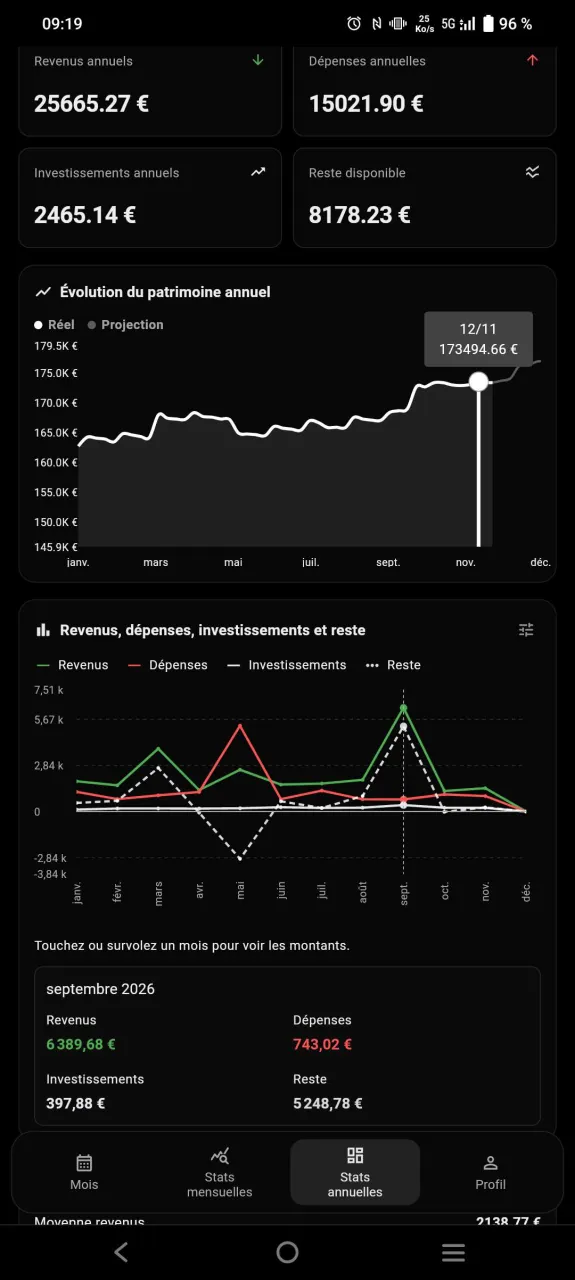 09:19
25 Ko/s 5G 96 %
Revenus annuels
Dépenses annuelles
25665.27 €
15021.90 €
Investissements annuels
Reste disponible
2465.14 €
8178.23 €
Évolution du patrimoine annuel
Réel Projection
12/11
173494.66 €
179.5K €
175.0K €
170.0K €
165.0K €
160.0K €
155.0K €
150.0K €
145.9K €
janv. mars mai juil. sept. nov. déc.
Revenus, dépenses, investissements et reste
Revenus Dépenses Investissements Reste
7,51 k
5,67 k
2,84 k
0
-2,84 k
-3,84 k
janv. févr. mars avr. mai juin juil. août sept. oct. nov. déc.
Touchez ou survolez un mois pour voir les montants.
septembre 2026
Revenus Dépenses
6 389,68 € 743,02 €
Investissements Reste
397,88 € 5 248,78 €
Mois
Stats mensuelles
Stats annuelles
Profil
Moyenne revenus 2138.77 €